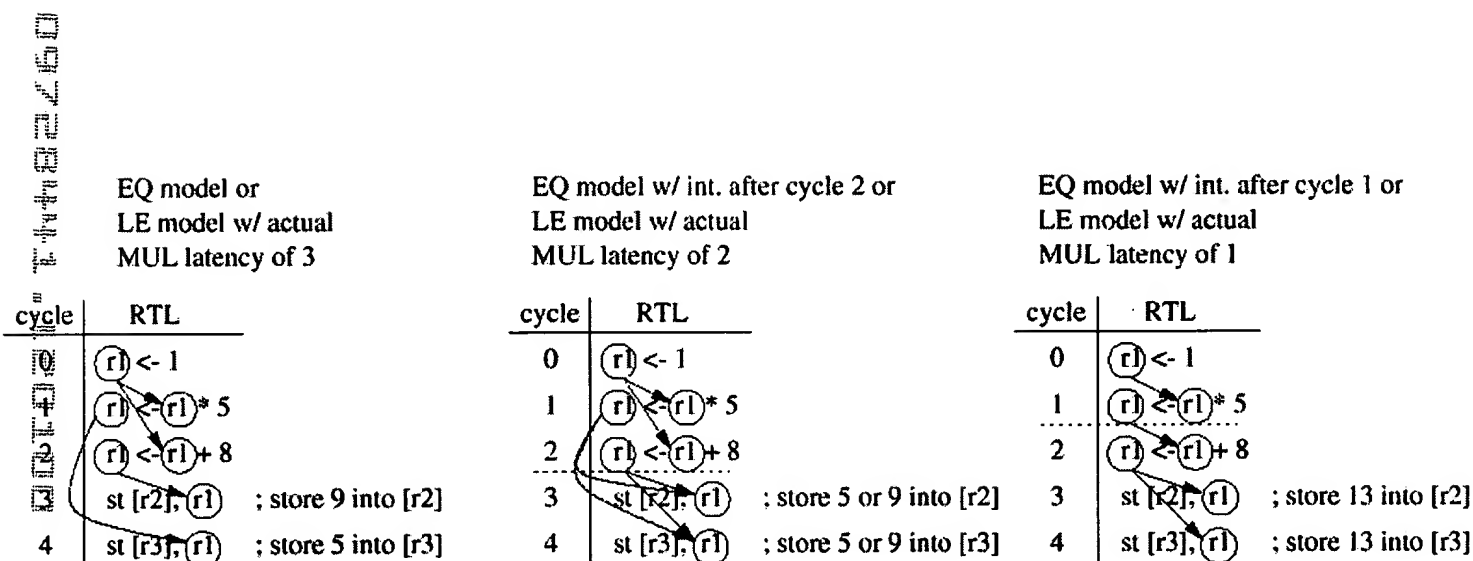 09728441.120100
EQ model or
LE model w/ actual
MUL latency of 3
cycle RTL
0 r1 <- 1
1 r1 <- r1 * 5
2 r1 <- r1 + 8
3 st [r2], r1 ; store 9 into [r2]
4 st [r3], r1 ; store 5 into [r3]
EQ model w/ int. after cycle 2 or
LE model w/ actual
MUL latency of 2
cycle RTL
0 r1 <- 1
1 r1 <- r1 * 5
2 r1 <- r1 + 8
3 st [r2], r1 ; store 5 or 9 into [r2]
4 st [r3], r1 ; store 5 or 9 into [r3]
EQ model w/ int. after cycle 1 or
LE model w/ actual
MUL latency of 1
cycle RTL
0 r1 <- 1
1 r1 <- r1 * 5
2 r1 <- r1 + 8
3 st [r2], r1 ; store 13 into [r2]
4 st [r3], r1 ; store 13 into [r3]